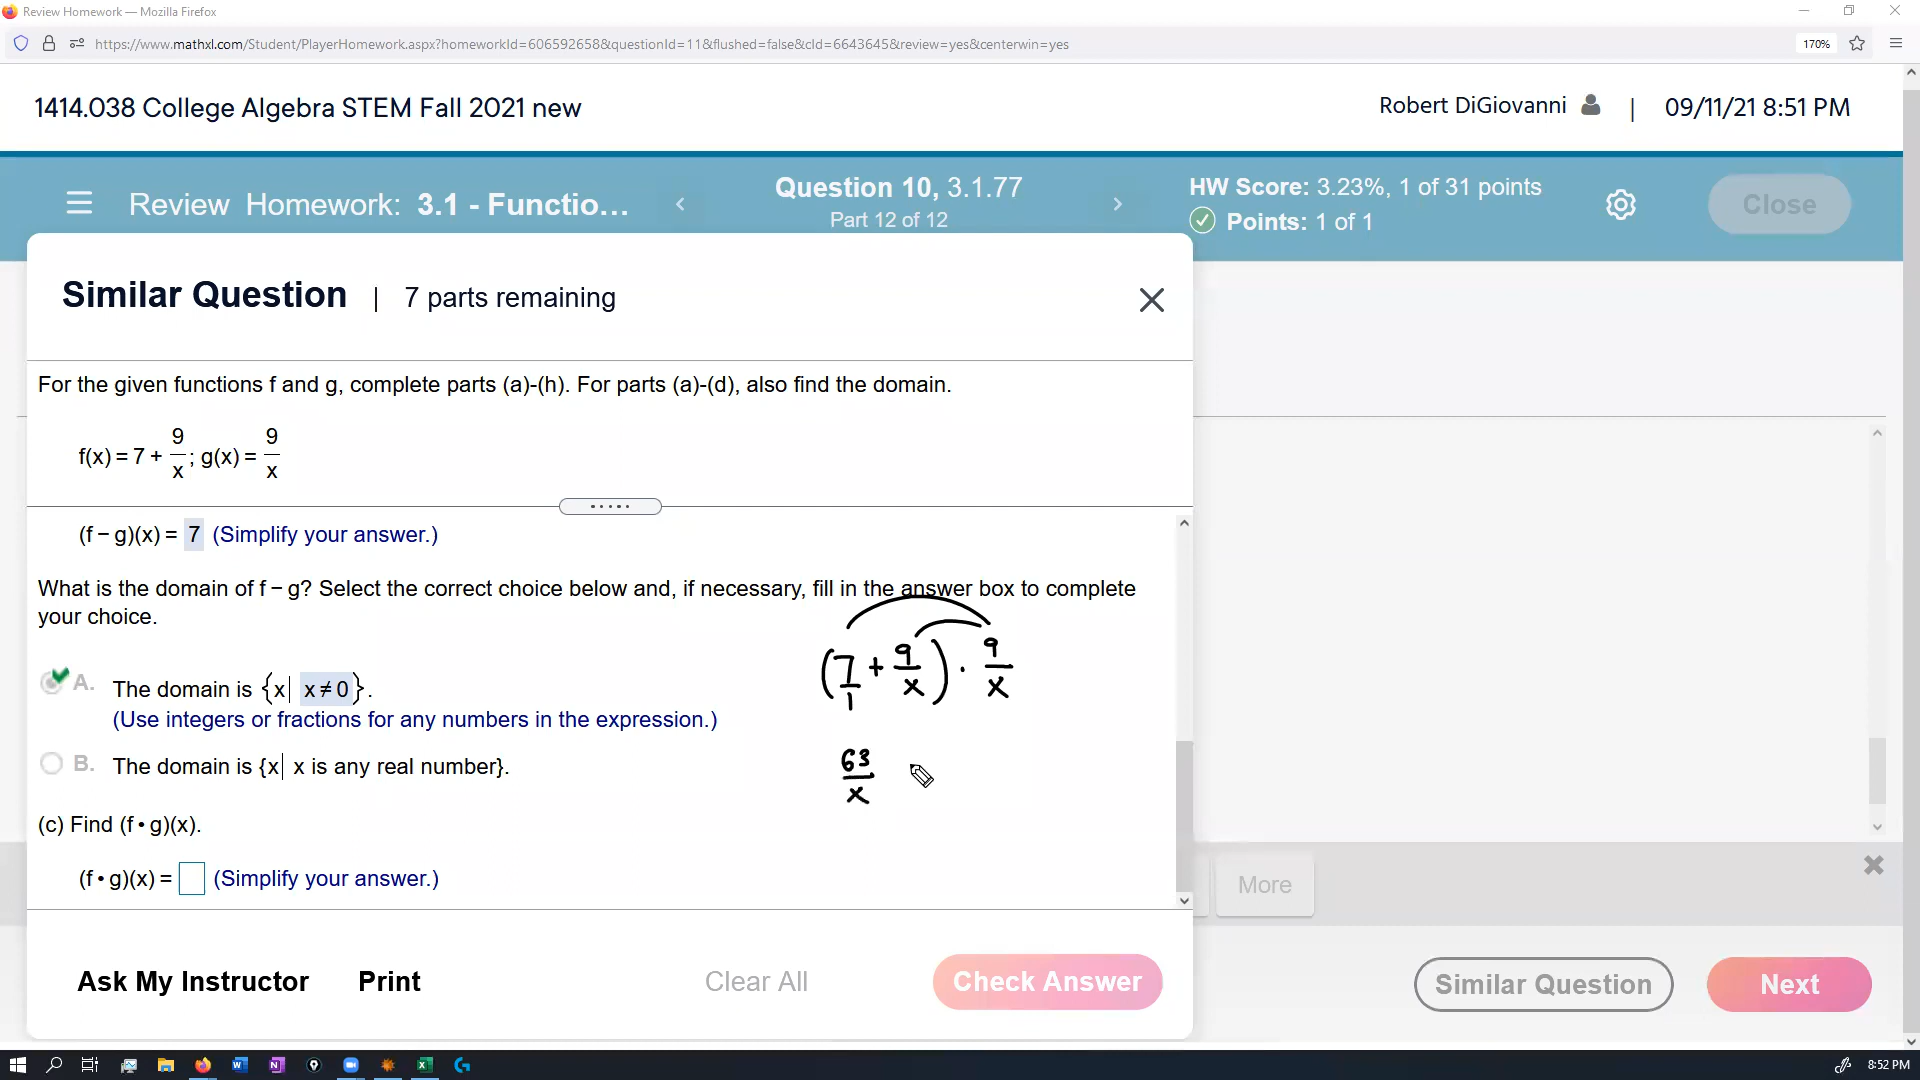 Review Homework — Mozilla Firefox
https://www.mathxl.com/Student/PlayerHomework.aspx?homeworkId=606592658&questionId=11&flushed=false&cId=6643645&review=yes&centerwin=yes
170%
1414.038 College Algebra STEM Fall 2021 new
Robert DiGiovanni | 09/11/21 8:51 PM
Review Homework: 3.1 - Functio...
Question 10, 3.1.77
Part 12 of 12
HW Score: 3.23%, 1 of 31 points
Points: 1 of 1
Close
Similar Question | 7 parts remaining
For the given functions f and g, complete parts (a)-(h). For parts (a)-(d), also find the domain.
f(x) = 7 + 9/x; g(x) = 9/x
(f − g)(x) = 7 (Simplify your answer.)
What is the domain of f − g? Select the correct choice below and, if necessary, fill in the answer box to complete
your choice.
(7/1 + 9/x) · 9/x
A. The domain is {x| x ≠ 0}.
(Use integers or fractions for any numbers in the expression.)
63/x
B. The domain is {x| x is any real number}.
(c) Find (f • g)(x).
(f • g)(x) = (Simplify your answer.)
More
Ask My Instructor
Print
Clear All
Check Answer
Similar Question
Next
8:52 PM